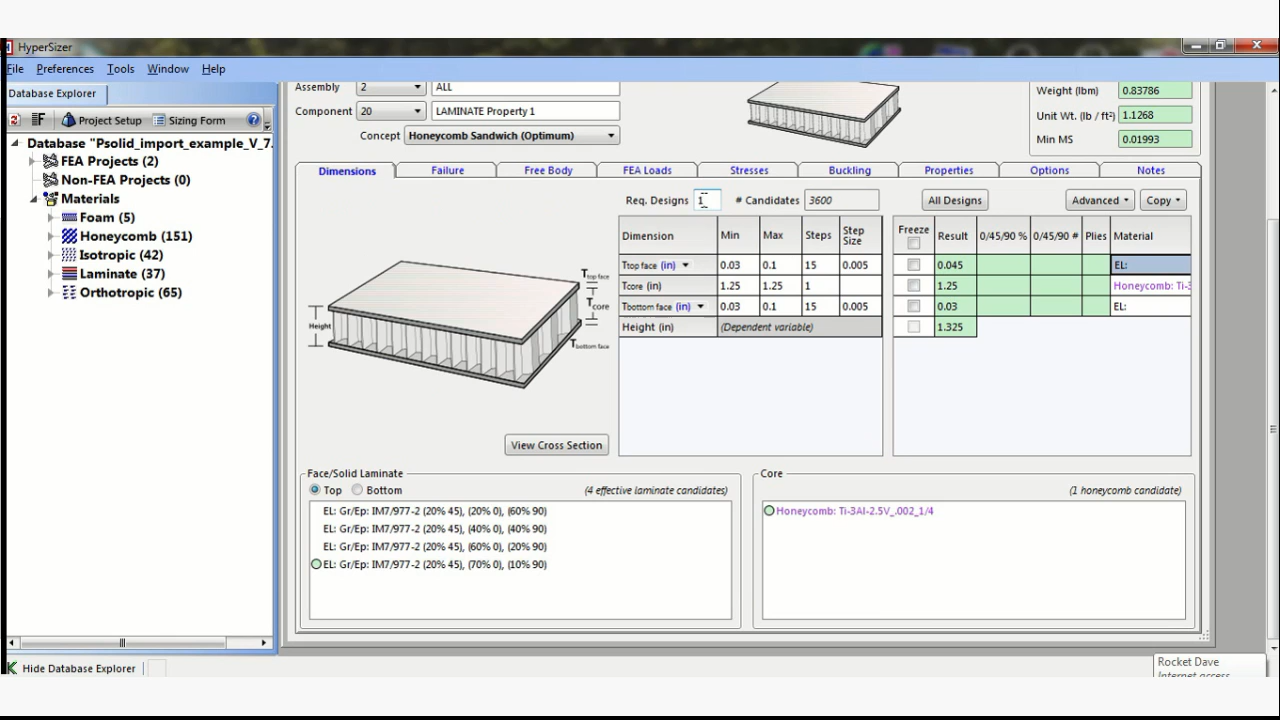 HyperSizer
File Preferences Tools Window Help
Database Explorer
Project Setup Sizing Form
Database "Psolid_import_example_V_7.
FEA Projects (2)
Non-FEA Projects (0)
Materials
Foam (5)
Honeycomb (151)
Isotropic (42)
Laminate (37)
Orthotropic (65)
Hide Database Explorer
Assembly 2 ALL
Component 20 LAMINATE Property 1
Concept Honeycomb Sandwich (Optimum)
Weight (lbm) 0.83786
Unit Wt. (lb / ft²) 1.1268
Min MS 0.01993
Dimensions Failure Free Body FEA Loads Stresses Buckling Properties Options Notes
Req. Designs 1 # Candidates 3600 All Designs Advanced Copy
Dimension Min Max Steps Step Size
Ttop face (in) 0.03 0.1 15 0.005
Tcore (in) 1.25 1.25 1
Tbottom face (in) 0.03 0.1 15 0.005
Height (in) (Dependent variable)
Freeze Result 0/45/90 % 0/45/90 # Plies Material
0.045 EL:
1.25 Honeycomb: Ti-3
0.03 EL:
1.325
Ttop face
Tcore
Height
Tbottom face
View Cross Section
Face/Solid Laminate
Top Bottom (4 effective laminate candidates)
EL: Gr/Ep: IM7/977-2 (20% 45), (20% 0), (60% 90)
EL: Gr/Ep: IM7/977-2 (20% 45), (40% 0), (40% 90)
EL: Gr/Ep: IM7/977-2 (20% 45), (60% 0), (20% 90)
EL: Gr/Ep: IM7/977-2 (20% 45), (70% 0), (10% 90)
Core
(1 honeycomb candidate)
Honeycomb: Ti-3Al-2.5V_.002_1/4
Rocket Dave
Internet access